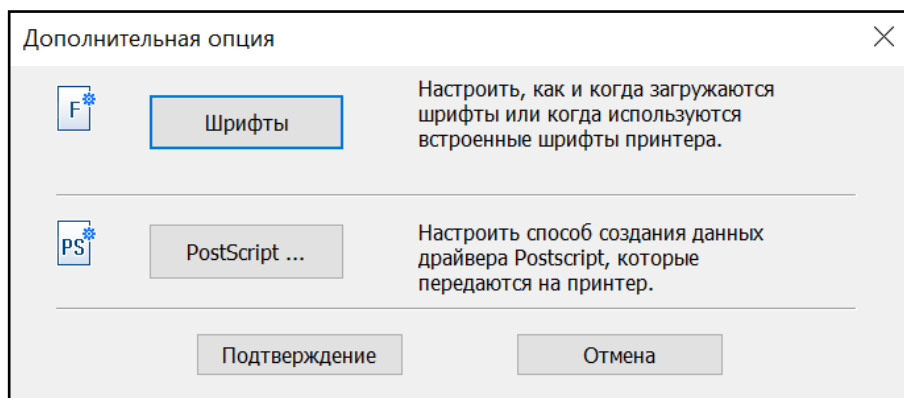 Дополнительная опция
F
Шрифты
Настроить, как и когда загружаются
шрифты или когда используются
встроенные шрифты принтера.
PS
PostScript ...
Настроить способ создания данных
драйвера Postscript, которые
передаются на принтер.
Подтверждение
Отмена